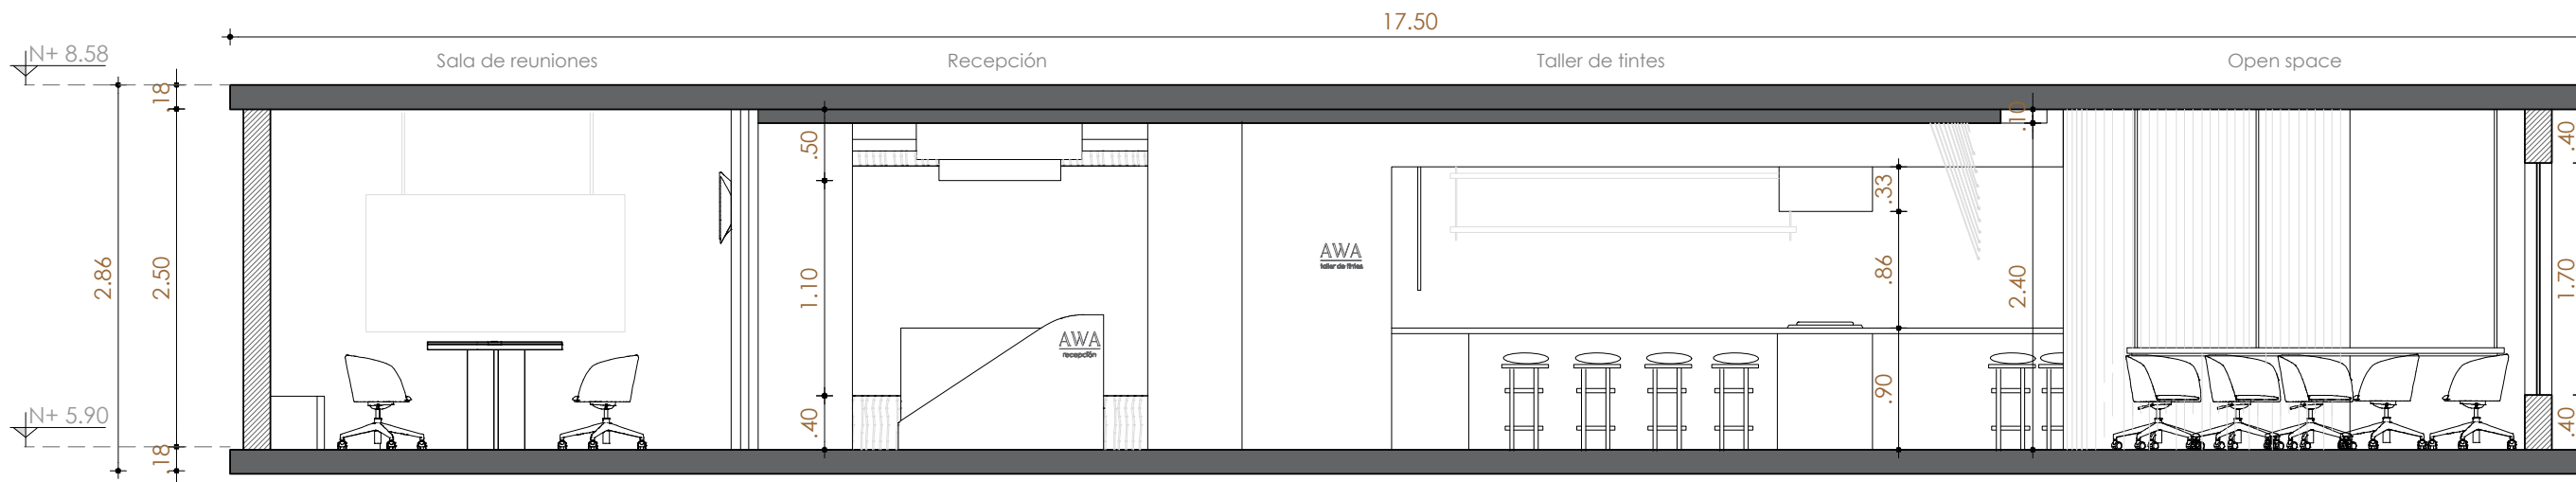 17.50
N+ 8.58
Sala de reuniones
Recepción
Taller de tintes
Open space
.18
.10
.50
.40
.33
AWA
taller de tintes
2.86
2.50
1.10
.86
2.40
1.70
AWA
recepción
N+ 5.90
.40
.90
.40
.18